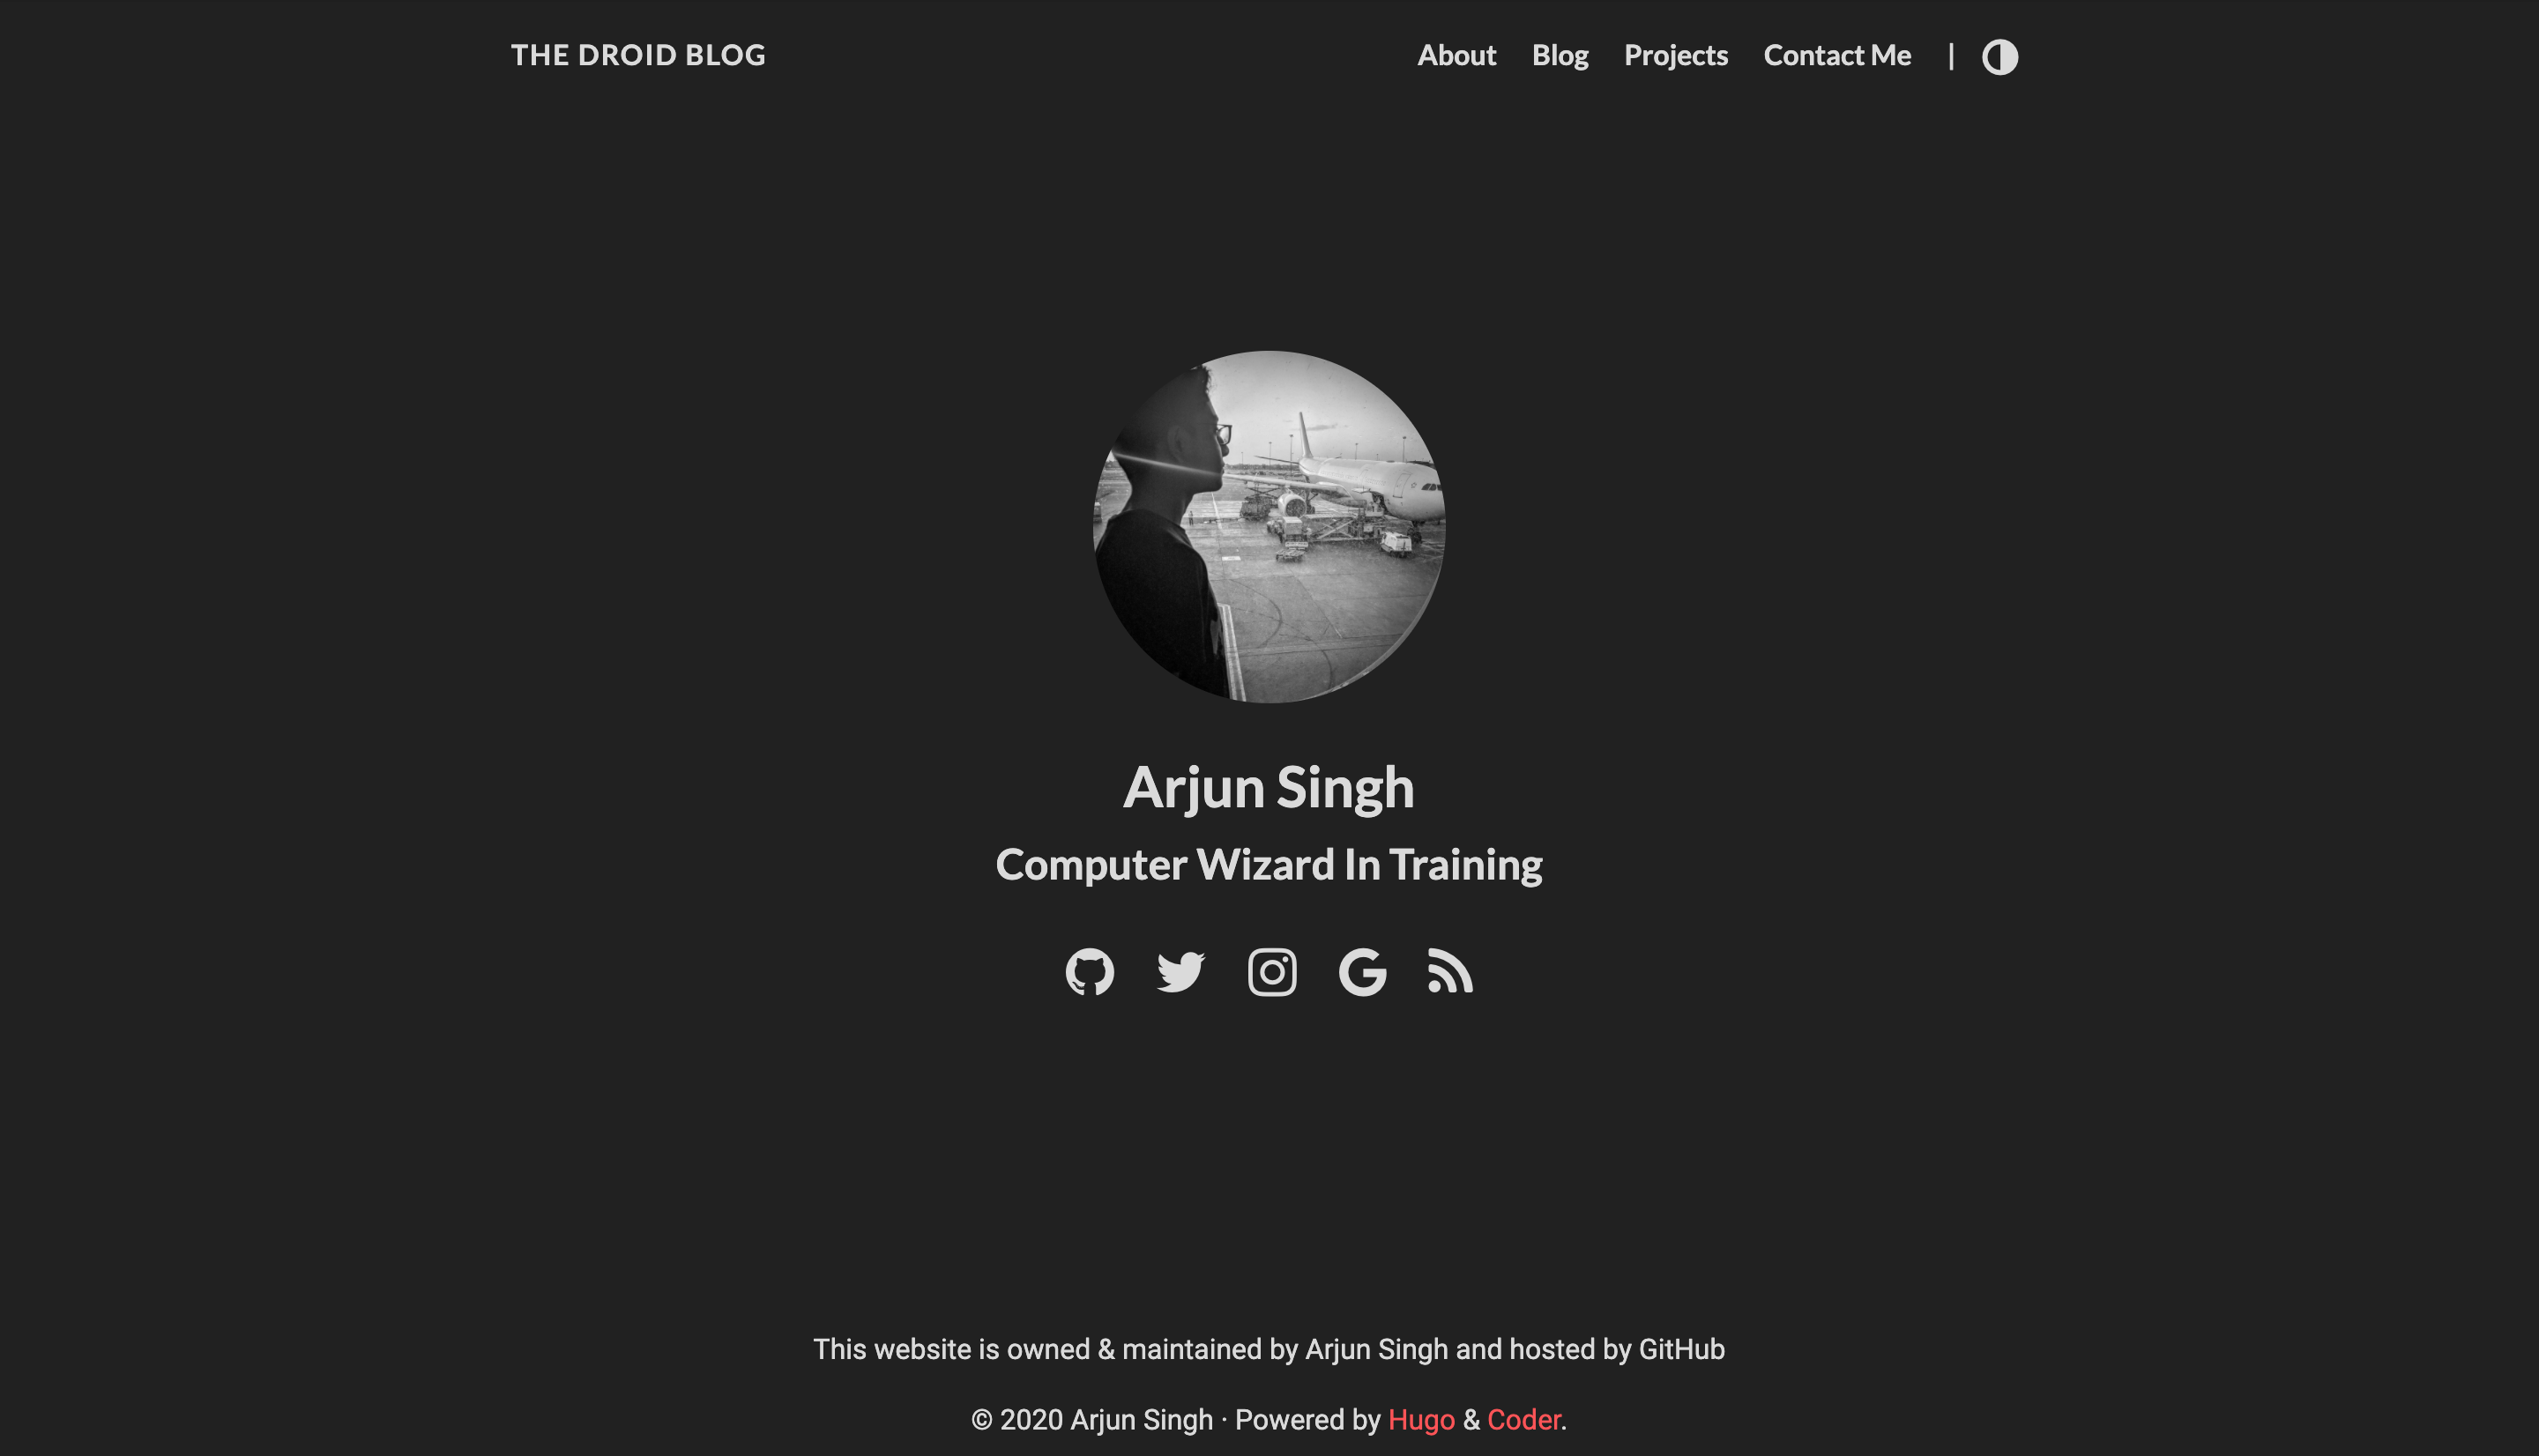 THE DROID BLOG
About Blog Projects Contact Me |
Arjun Singh
Computer Wizard In Training
This website is owned & maintained by Arjun Singh and hosted by GitHub
© 2020 Arjun Singh · Powered by Hugo & Coder.